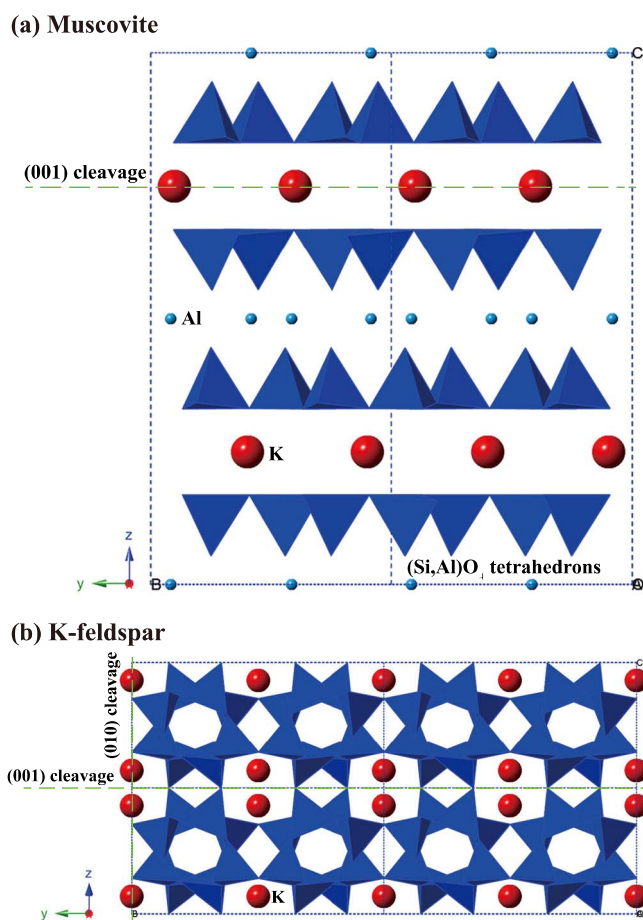 (a) Muscovite
C
(001) cleavage
Al
K
z
y
B
(Si,Al)O4 tetrahedrons
(b) K-feldspar
C
(010) cleavage
(001) cleavage
z
y
B
K